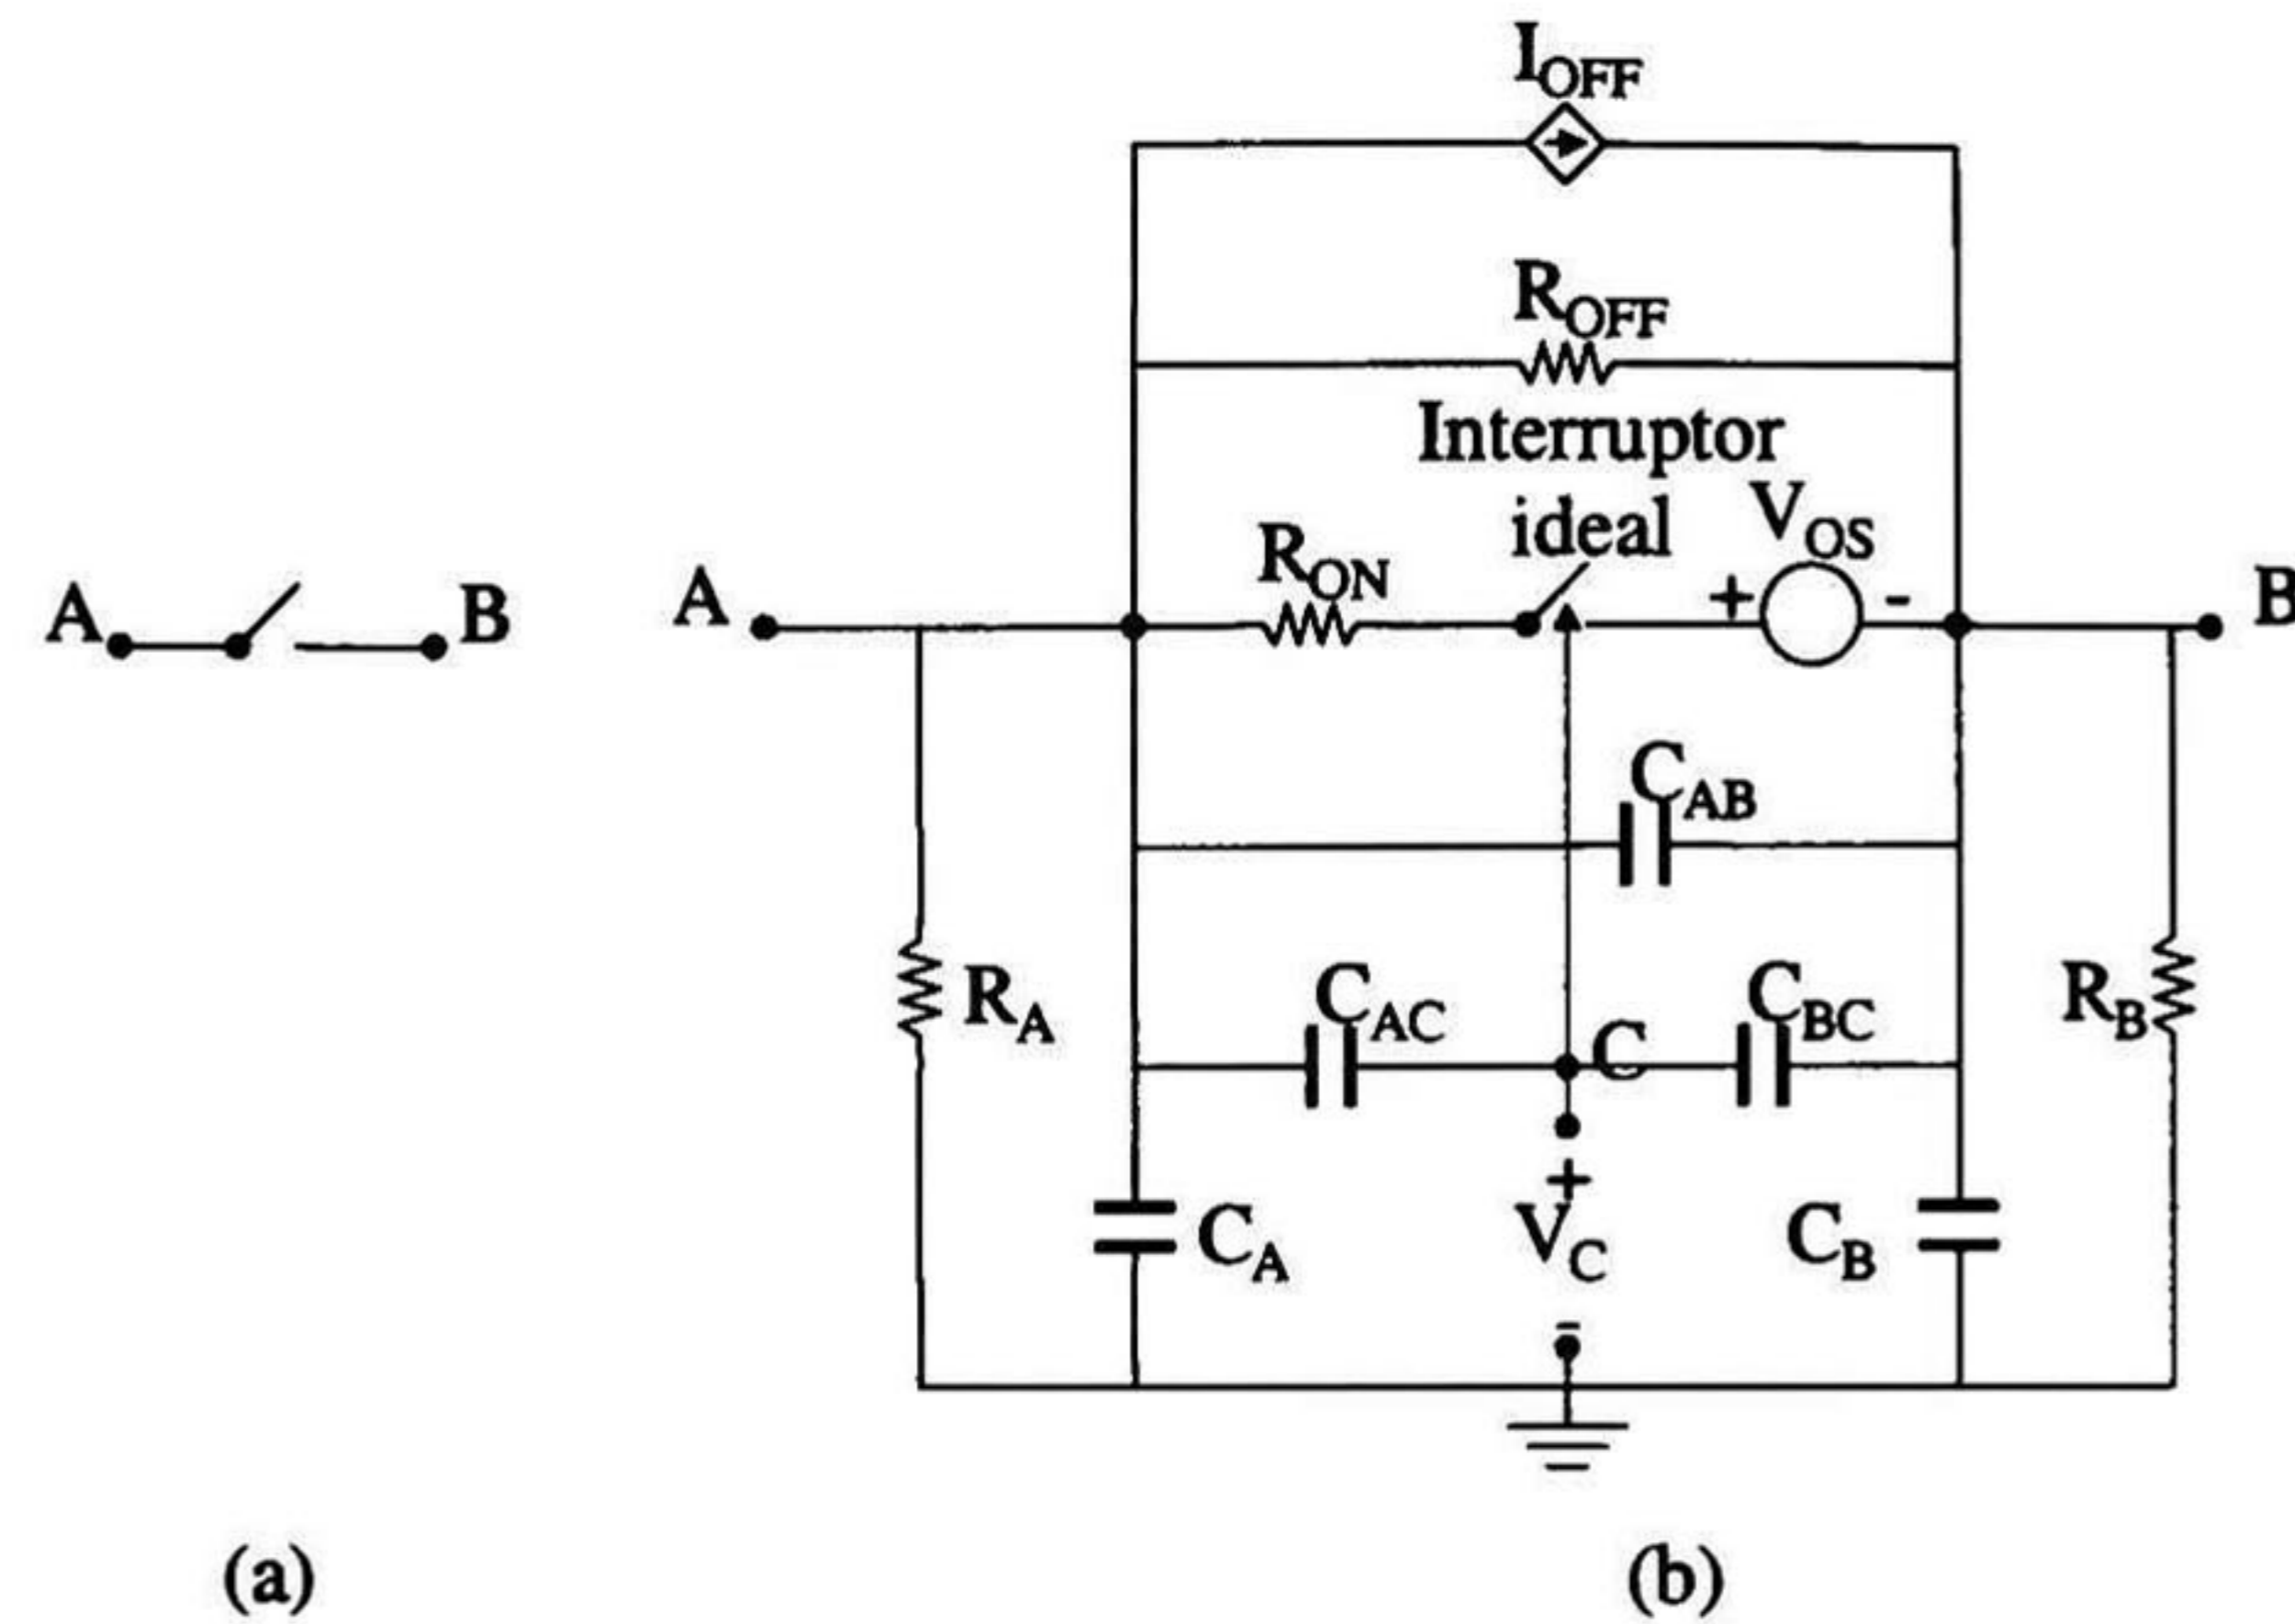 I_OFF
R_OFF
Interruptor
ideal
V_OS
R_ON
+ -
A B
A B
C_AB
C_AC
C
C_BC
R_A
R_B
+
V_C
-
C_A
C_B
(a)
(b)